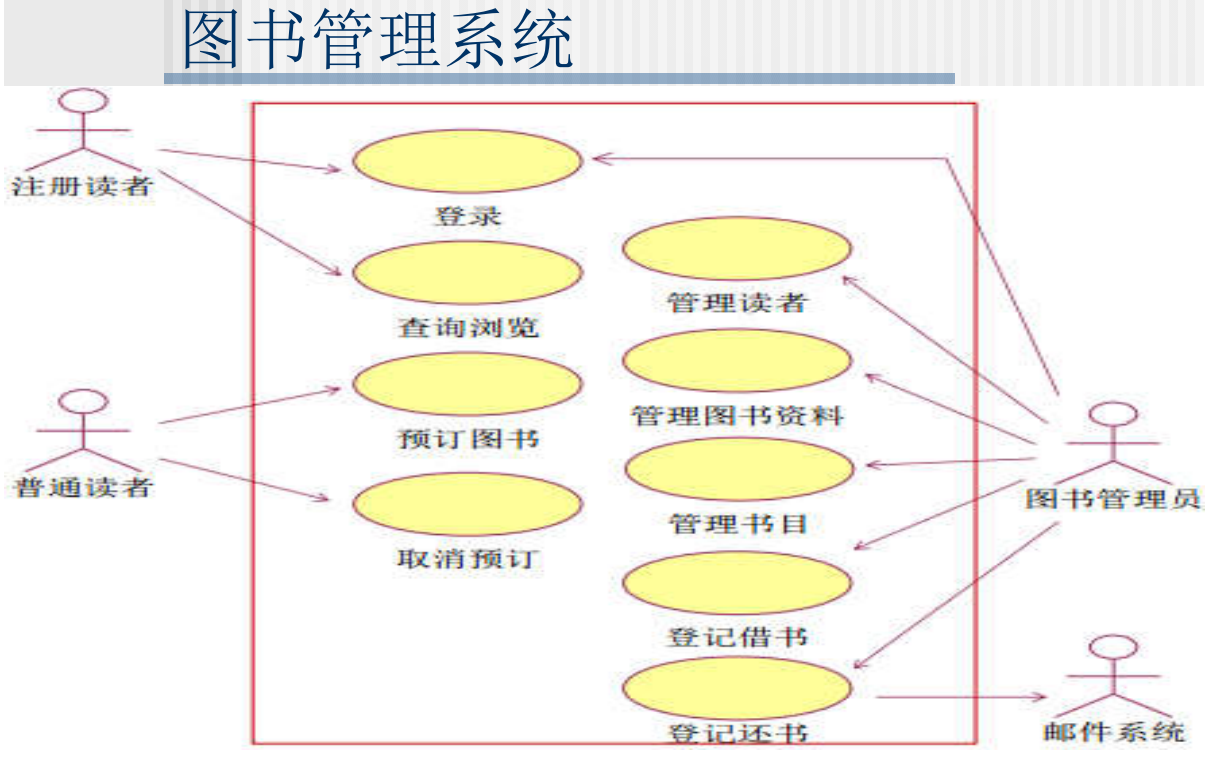 图书管理系统
注册读者
登录
管理读者
查询浏览
管理图书资料
预订图书
普通读者
图书管理员
管理书目
取消预订
登记借书
登记还书
邮件系统